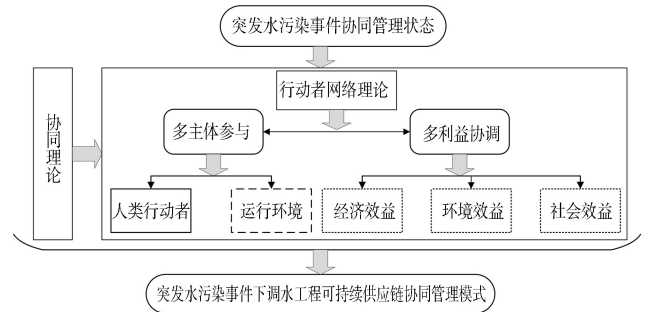 突发水污染事件协同管理状态
行动者网络理论
协同理论
多主体参与
多利益协调
人类行动者
运行环境
经济效益
环境效益
社会效益
突发水污染事件下调水工程可持续供应链协同管理模式